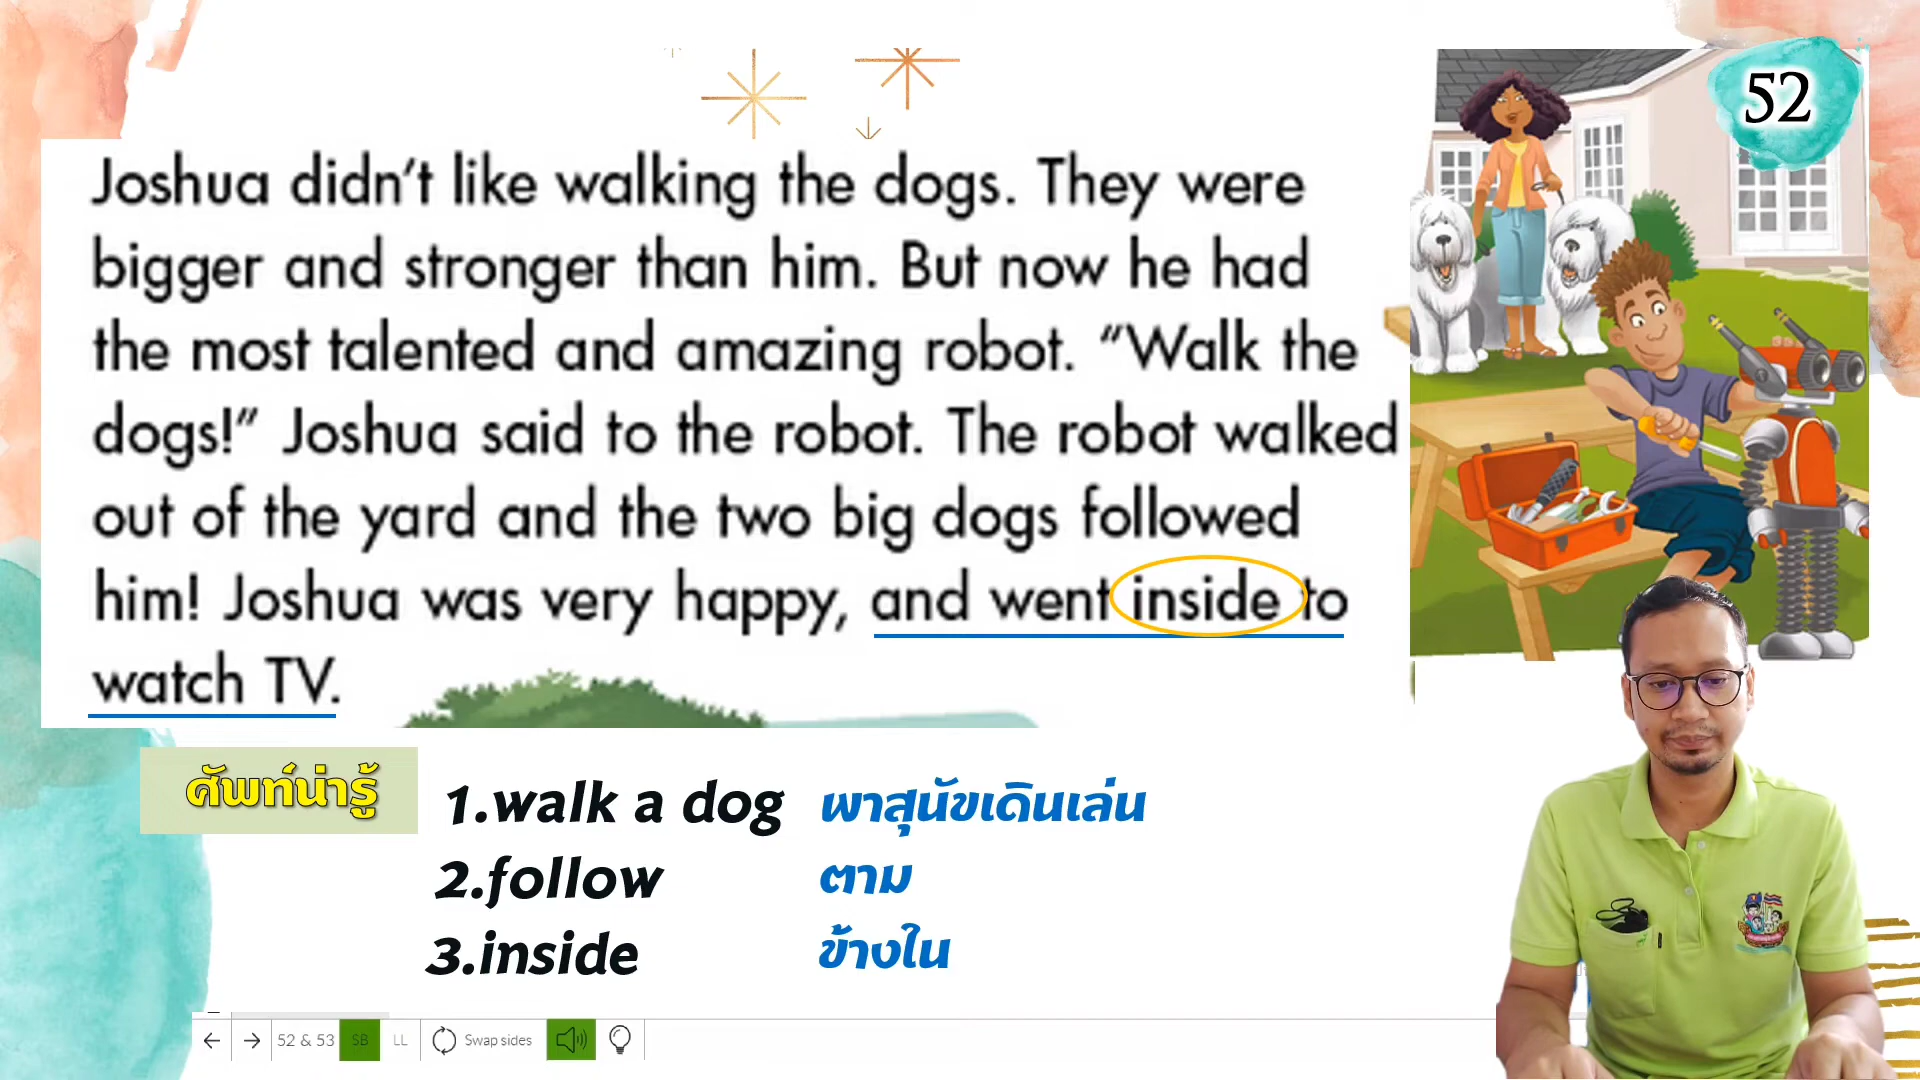 52
Joshua didn't like walking the dogs. They were
bigger and stronger than him. But now he had
the most talented and amazing robot. "Walk the
dogs!" Joshua said to the robot. The robot walked
out of the yard and the two big dogs followed
him! Joshua was very happy, and went inside to
watch TV.
ศัพท์น่ารู้
1.walk a dog พาสุนัขเดินเล่น
2.follow ตาม
3.inside ข้างใน
52 & 53 SB LL Swap sides